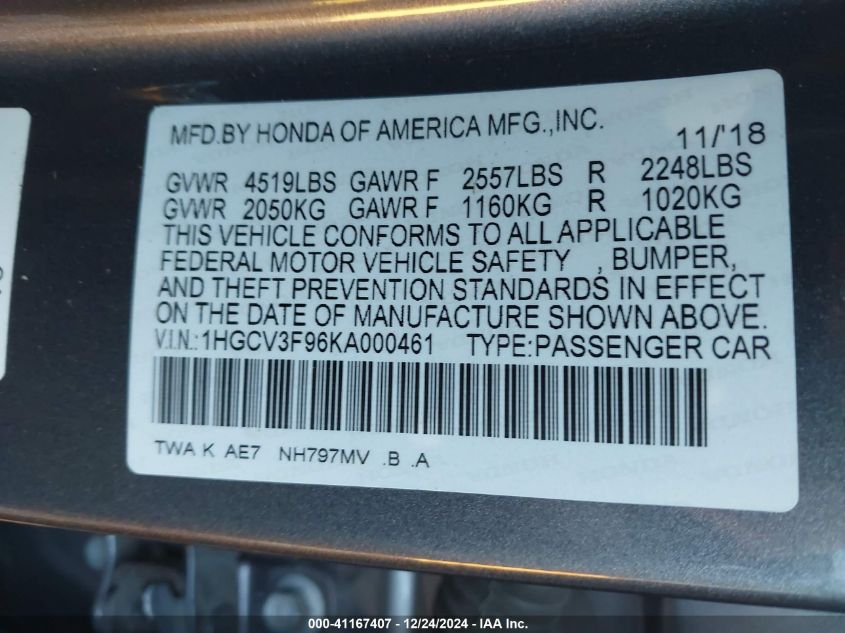 MFD.BY HONDA OF AMERICA MFG.,INC. 11/'18
GVWR 4519LBS GAWR F 2557LBS R 2248LBS
GVWR 2050KG GAWR F 1160KG R 1020KG
THIS VEHICLE CONFORMS TO ALL APPLICABLE
FEDERAL MOTOR VEHICLE SAFETY , BUMPER,
AND THEFT PREVENTION STANDARDS IN EFFECT
ON THE DATE OF MANUFACTURE SHOWN ABOVE.
V.I.N.:1HGCV3F96KA000461 TYPE:PASSENGER CAR
TWA K AE7 NH797MV .B .A
000-41167407 - 12/24/2024 - IAA Inc.